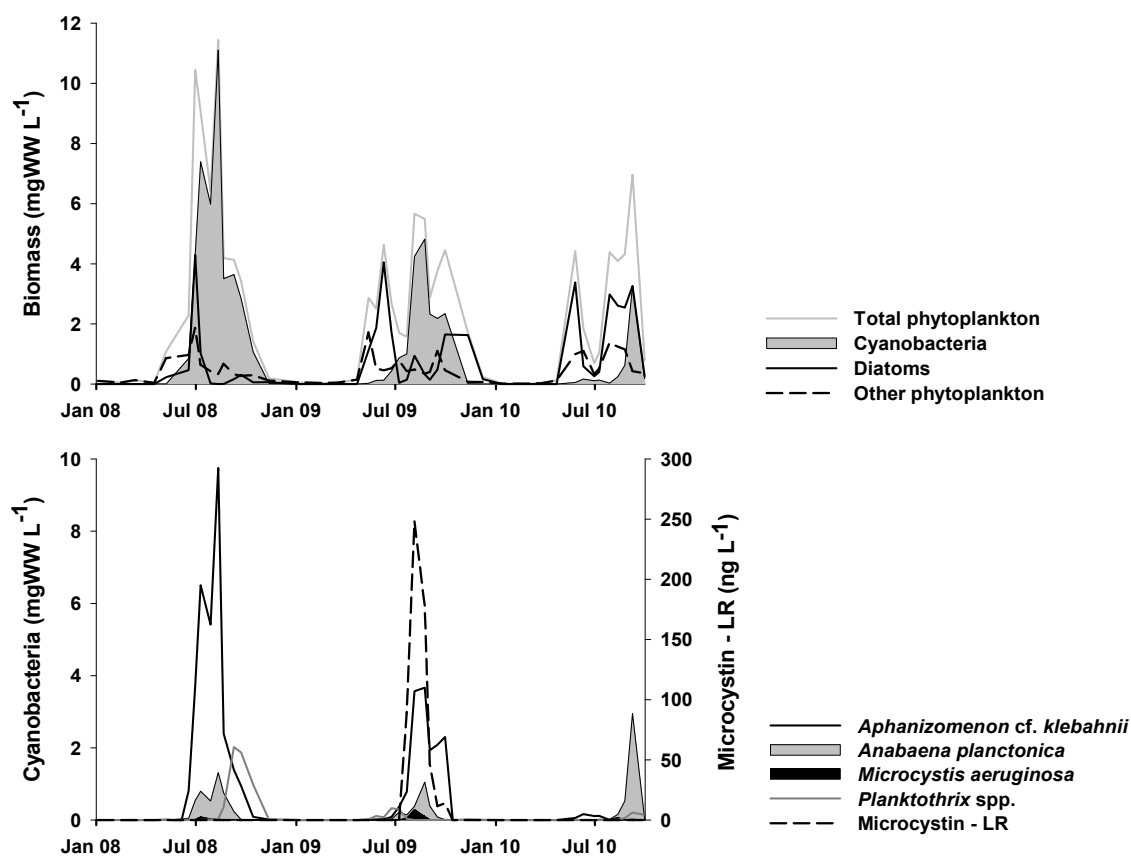 12
10
8
6
4
2
0
Biomass (mgWW L-1)
Jan 08 Jul 08 Jan 09 Jul 09 Jan 10 Jul 10
Total phytoplankton
Cyanobacteria
Diatoms
Other phytoplankton
10
8
6
4
2
0
Cyanobacteria (mgWW L-1)
300
250
200
150
100
50
0
Microcystin - LR (ng L-1)
Jan 08 Jul 08 Jan 09 Jul 09 Jan 10 Jul 10
Aphanizomenon cf. klebahnii
Anabaena planctonica
Microcystis aeruginosa
Planktothrix spp.
Microcystin - LR